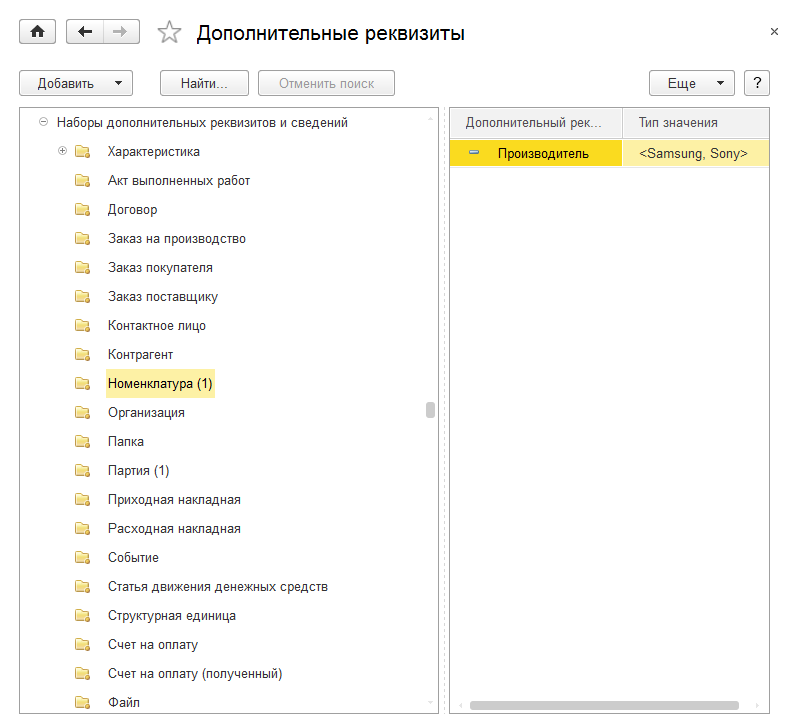 Дополнительные реквизиты
×
Добавить
Найти...
Отменить поиск
Еще
?
Наборы дополнительных реквизитов и сведений
Характеристика
Акт выполненных работ
Договор
Заказ на производство
Заказ покупателя
Заказ поставщику
Контактное лицо
Контрагент
Номенклатура (1)
Организация
Папка
Партия (1)
Приходная накладная
Расходная накладная
Событие
Статья движения денежных средств
Структурная единица
Счет на оплату
Счет на оплату (полученный)
Файл
Дополнительный рек... Тип значения
Производитель <Samsung, Sony>